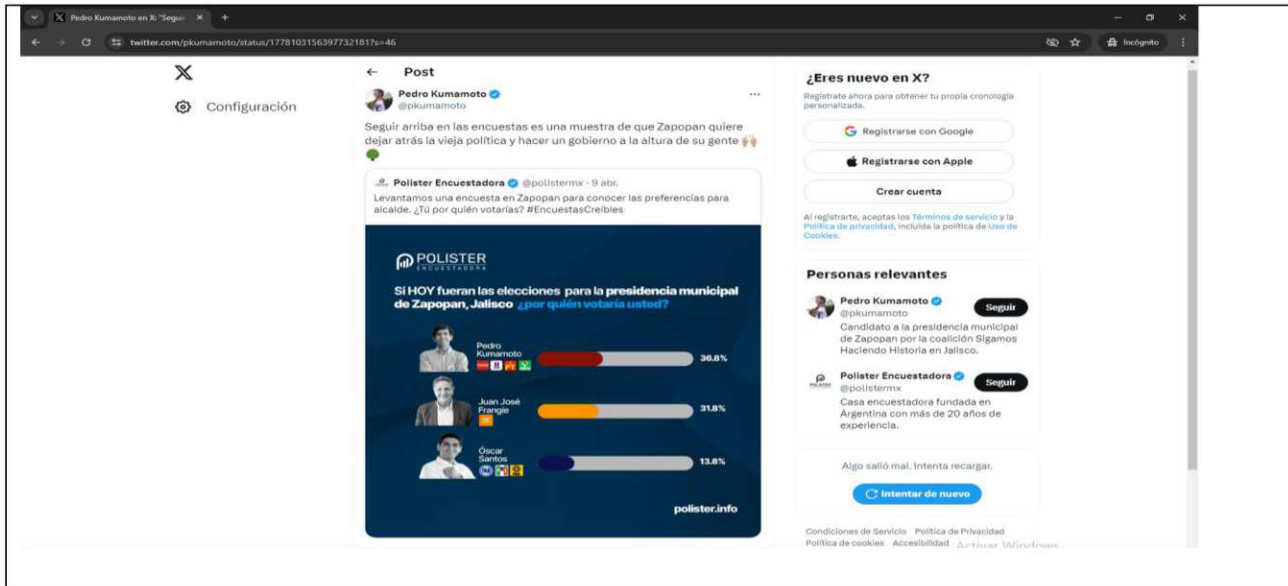 Pedro Kumamoto en X: "Segui
twitter.com/pkumamoto/status/1778103156397732181?s=46
Incógnito
Configuración
Post
Pedro Kumamoto
@pkumamoto
Seguir arriba en las encuestas es una muestra de que Zapopan quiere
dejar atrás la vieja política y hacer un gobierno a la altura de su gente 🙌🏼
🌳
Polister Encuestadora @polistermx · 9 abr.
Levantamos una encuesta en Zapopan para conocer las preferencias para
alcalde. ¿Tú por quién votarías? #EncuestasCreíbles
POLISTER
ENCUESTADORA
Si HOY fueran las elecciones para la presidencia municipal
de Zapopan, Jalisco ¿por quién votaría usted?
Pedro
Kumamoto
36.8%
Juan José
Frangie
31.8%
Óscar
Santos
13.8%
polister.info
¿Eres nuevo en X?
Regístrate ahora para obtener tu propia cronología
personalizada.
Registrarse con Google
Registrarse con Apple
Crear cuenta
Al registrarte, aceptas los Términos de servicio y la
Política de privacidad, incluida la política de Uso de
Cookies.
Personas relevantes
Pedro Kumamoto
@pkumamoto
Seguir
Candidato a la presidencia municipal
de Zapopan por la coalición Sigamos
Haciendo Historia en Jalisco.
Polister Encuestadora
@polistermx
Seguir
Casa encuestadora fundada en
Argentina con más de 20 años de
experiencia.
Algo salió mal. Intenta recargar.
Intentar de nuevo
Condiciones de Servicio Política de Privacidad
Política de cookies Accesibilidad Activar Windows